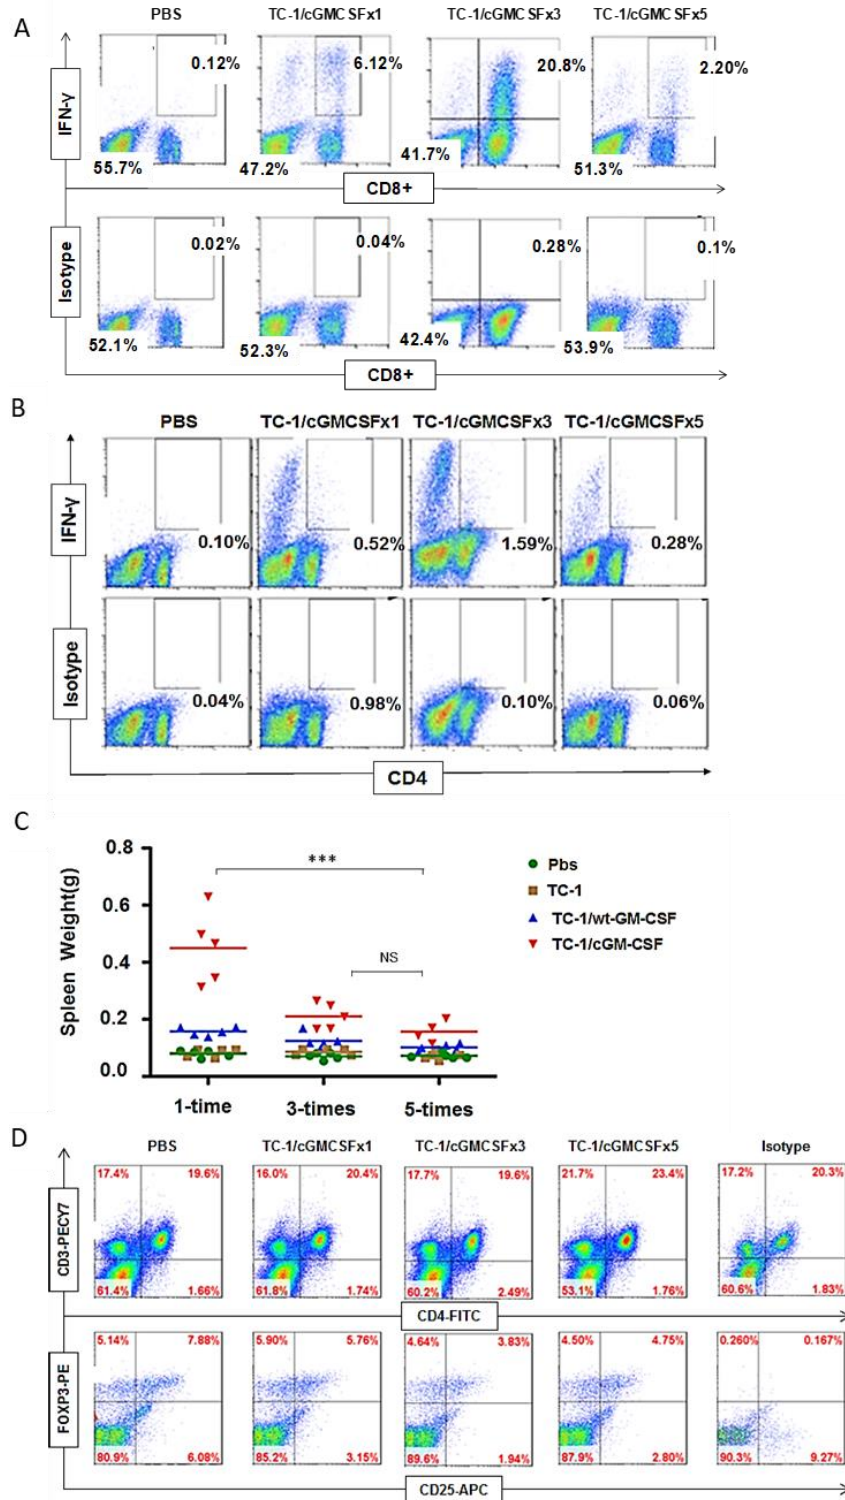 A
PBS TC-1/cGMCSFx1 TC-1/cGMCSFx3 TC-1/cGMCSFx5
IFN-γ
0.12% 6.12% 20.8% 2.20%
55.7% 47.2% 41.7% 51.3%
CD8+
Isotype
0.02% 0.04% 0.28% 0.1%
52.1% 52.3% 42.4% 53.9%
CD8+
B
PBS TC-1/cGMCSFx1 TC-1/cGMCSFx3 TC-1/cGMCSFx5
IFN-γ
0.10% 0.52% 1.59% 0.28%
Isotype
0.04% 0.98% 0.10% 0.06%
CD4
C
Spleen Weight(g)
0.8
0.6
0.4
0.2
0.0
***
NS
Pbs
TC-1
TC-1/wt-GM-CSF
TC-1/cGM-CSF
1-time 3-times 5-times
D
PBS TC-1/cGMCSFx1 TC-1/cGMCSFx3 TC-1/cGMCSFx5 Isotype
CD3-PECY7
17.4% 19.6% 16.0% 20.4% 17.7% 19.6% 21.7% 23.4% 17.2% 20.3%
61.4% 1.66% 61.8% 1.74% 60.2% 2.49% 53.1% 1.76% 60.6% 1.83%
CD4-FITC
FOXP3-PE
5.14% 7.88% 5.90% 5.76% 4.64% 3.83% 4.50% 4.75% 0.260% 0.167%
80.9% 6.08% 85.2% 3.15% 89.6% 1.94% 87.9% 2.80% 90.3% 9.27%
CD25-APC